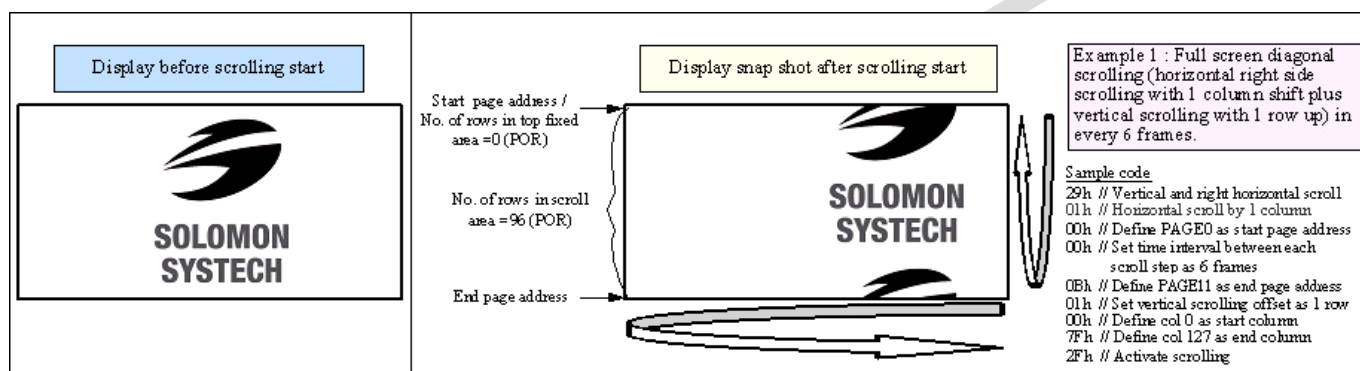 Display before scrolling start
SOLOMON
SYSTECH
Display snap shot after scrolling start
Start page address /
No. of rows in top fixed
area =0 (POR)
No. of rows in scroll
area =96 (POR)
End page address
SOLOMON
SYSTECH
Example 1 : Full screen diagonal
scrolling (horizontal right side
scrolling with 1 column shift plus
vertical scrolling with 1 row up) in
every 6 frames.
Sample code
29h // Vertical and right horizontal scroll
01h // Horizontal scroll by 1 column
00h // Define PAGE0 as start page address
00h // Set time interval between each
scroll step as 6 frames
0Bh // Define PAGE11 as end page address
01h // Set vertical scrolling offset as 1 row
00h // Define col 0 as start column
7Fh // Define col 127 as end column
2Fh // Activate scrolling